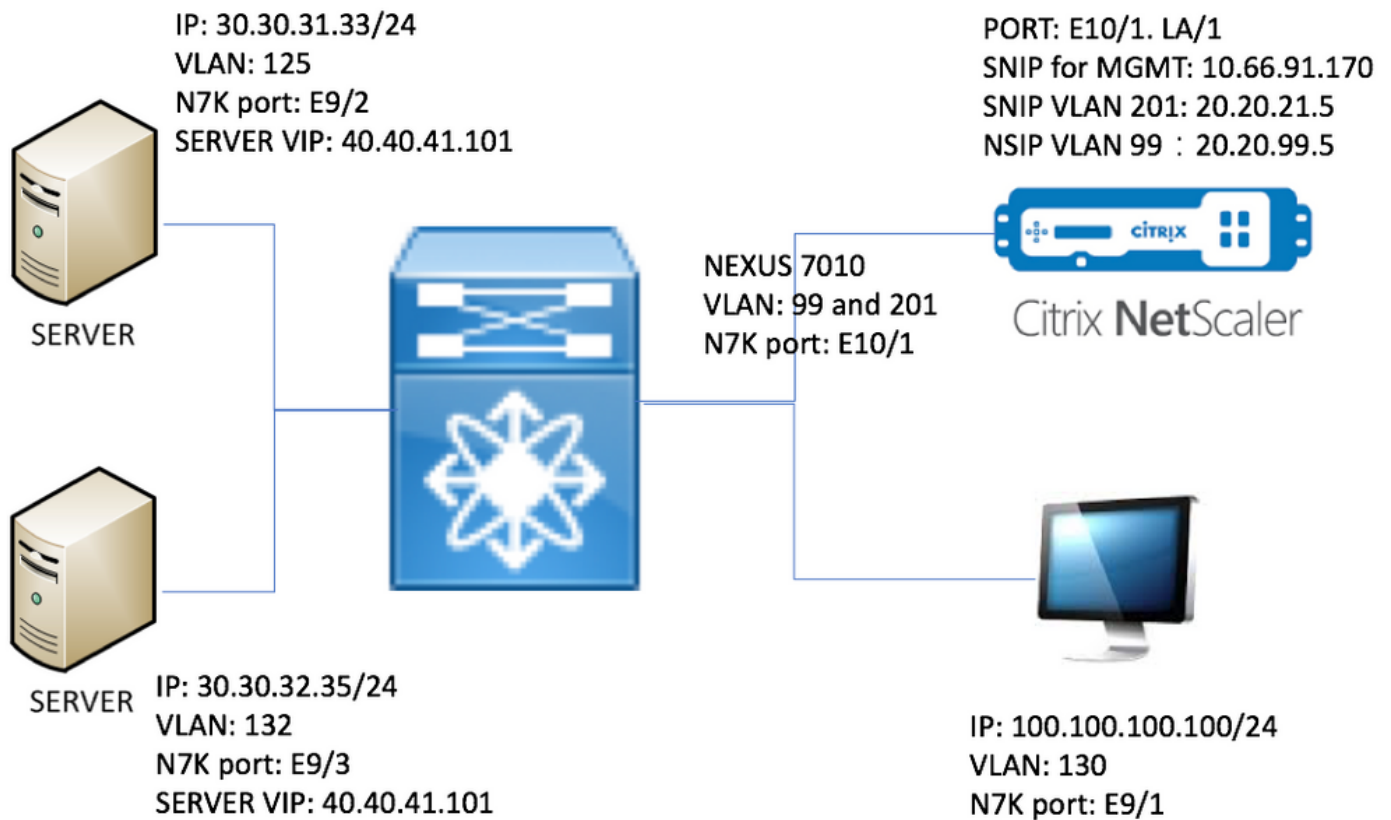 IP: 30.30.31.33/24
VLAN: 125
N7K port: E9/2
SERVER VIP: 40.40.41.101
SERVER
PORT: E10/1. LA/1
SNIP for MGMT: 10.66.91.170
SNIP VLAN 201: 20.20.21.5
NSIP VLAN 99：20.20.99.5
CİTRIX
Citrix NetScaler
NEXUS 7010
VLAN: 99 and 201
N7K port: E10/1
SERVER
IP: 30.30.32.35/24
VLAN: 132
N7K port: E9/3
SERVER VIP: 40.40.41.101
IP: 100.100.100.100/24
VLAN: 130
N7K port: E9/1